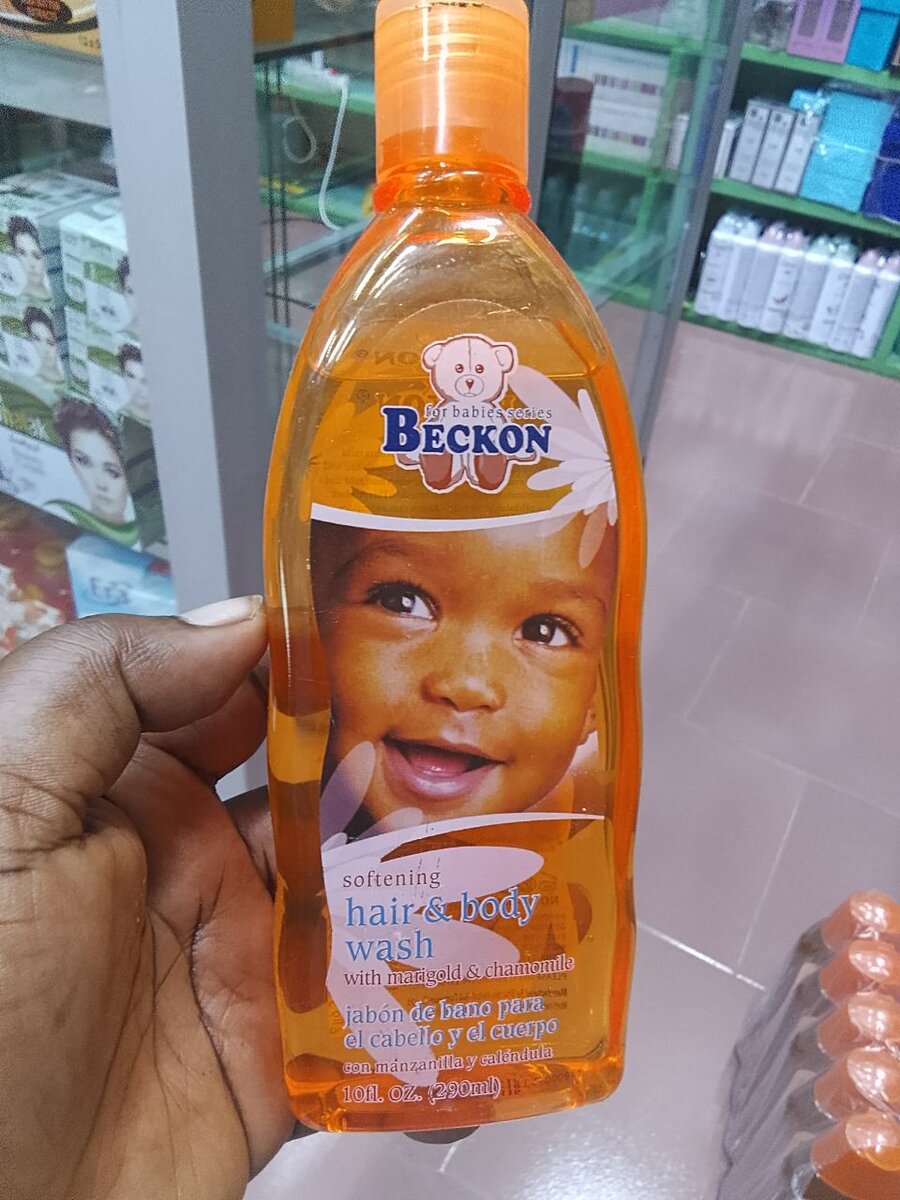 for babies series
BECKON
softening
hair & body
wash
with marigold & chamomile
jabón de bano para
el cabello y el cuerpo
con manzanilla y caléndula
10fl. OZ. (290ml)